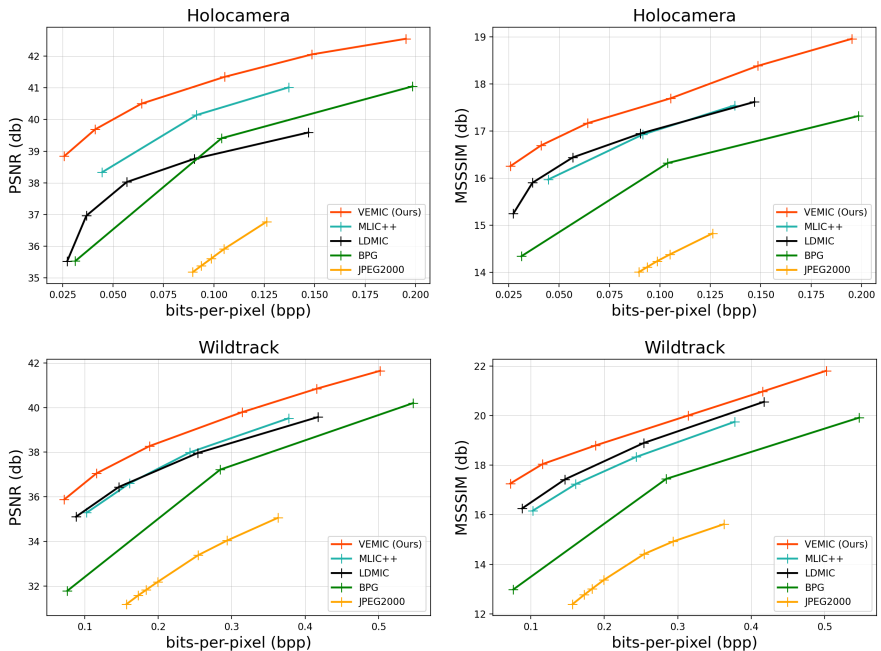 Holocamera
PSNR (db)
42
41
40
39
38
37
36
35
0.025 0.050 0.075 0.100 0.125 0.150 0.175 0.200
bits-per-pixel (bpp)
VEMIC (Ours)
MLIC++
LDMIC
BPG
JPEG2000
Holocamera
MSSSIM (db)
19
18
17
16
15
14
0.025 0.050 0.075 0.100 0.125 0.150 0.175 0.200
bits-per-pixel (bpp)
VEMIC (Ours)
MLIC++
LDMIC
BPG
JPEG2000
Wildtrack
PSNR (db)
42
40
38
36
34
32
0.1 0.2 0.3 0.4 0.5
bits-per-pixel (bpp)
VEMIC (Ours)
MLIC++
LDMIC
BPG
JPEG2000
Wildtrack
MSSSIM (db)
22
20
18
16
14
12
0.1 0.2 0.3 0.4 0.5
bits-per-pixel (bpp)
VEMIC (Ours)
MLIC++
LDMIC
BPG
JPEG2000